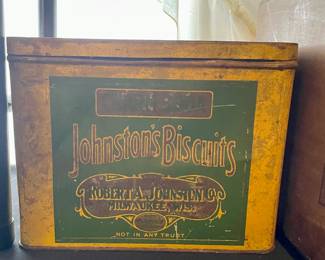 Johnston's Biscuits
ROBERT A. JOHNSTON CO.
MILWAUKEE, WIS.
NOT IN ANY TRUST